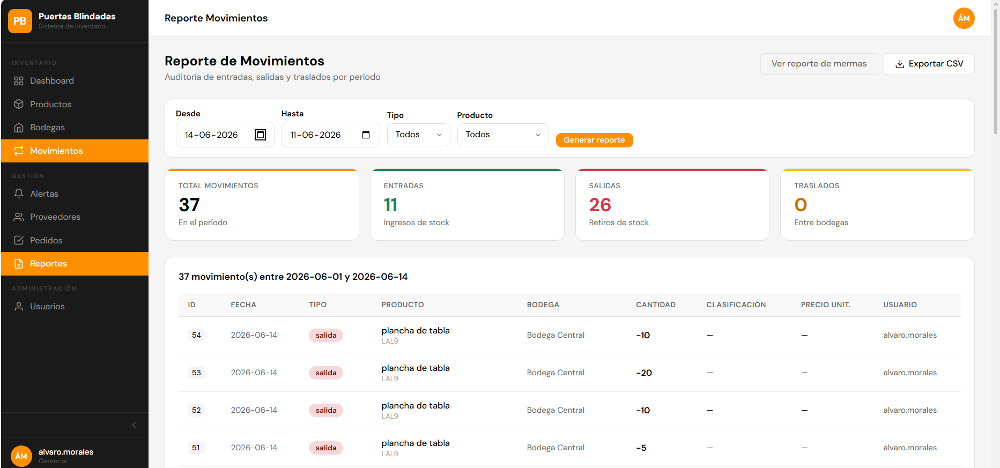 PB
Puertas Blindadas
Sistema de Inventario
INVENTARIO
Dashboard
Productos
Bodegas
Movimientos
GESTIÓN
Alertas
Proveedores
Pedidos
Reportes
ADMINISTRACIÓN
Usuarios
ÁM
alvaro.morales
Gerencia
Reporte Movimientos
ÁM
Reporte de Movimientos
Auditoría de entradas, salidas y traslados por período
Ver reporte de mermas
Exportar CSV
Desde Hasta Tipo Producto
14-06-2026 11-06-2026 Todos Todos Generar reporte
TOTAL MOVIMIENTOS
37
En el período
ENTRADAS
11
Ingresos de stock
SALIDAS
26
Retiros de stock
TRASLADOS
0
Entre bodegas
37 movimiento(s) entre 2026-06-01 y 2026-06-14
ID FECHA TIPO PRODUCTO BODEGA CANTIDAD CLASIFICACIÓN PRECIO UNIT. USUARIO
54 2026-06-14 salida plancha de tabla Bodega Central -10 — — alvaro.morales
LAL9
53 2026-06-14 salida plancha de tabla Bodega Central -20 — — alvaro.morales
LAL9
52 2026-06-14 salida plancha de tabla Bodega Central -10 — — alvaro.morales
LAL9
51 2026-06-14 salida plancha de tabla Bodega Central -5 — — alvaro.morales
LAL9